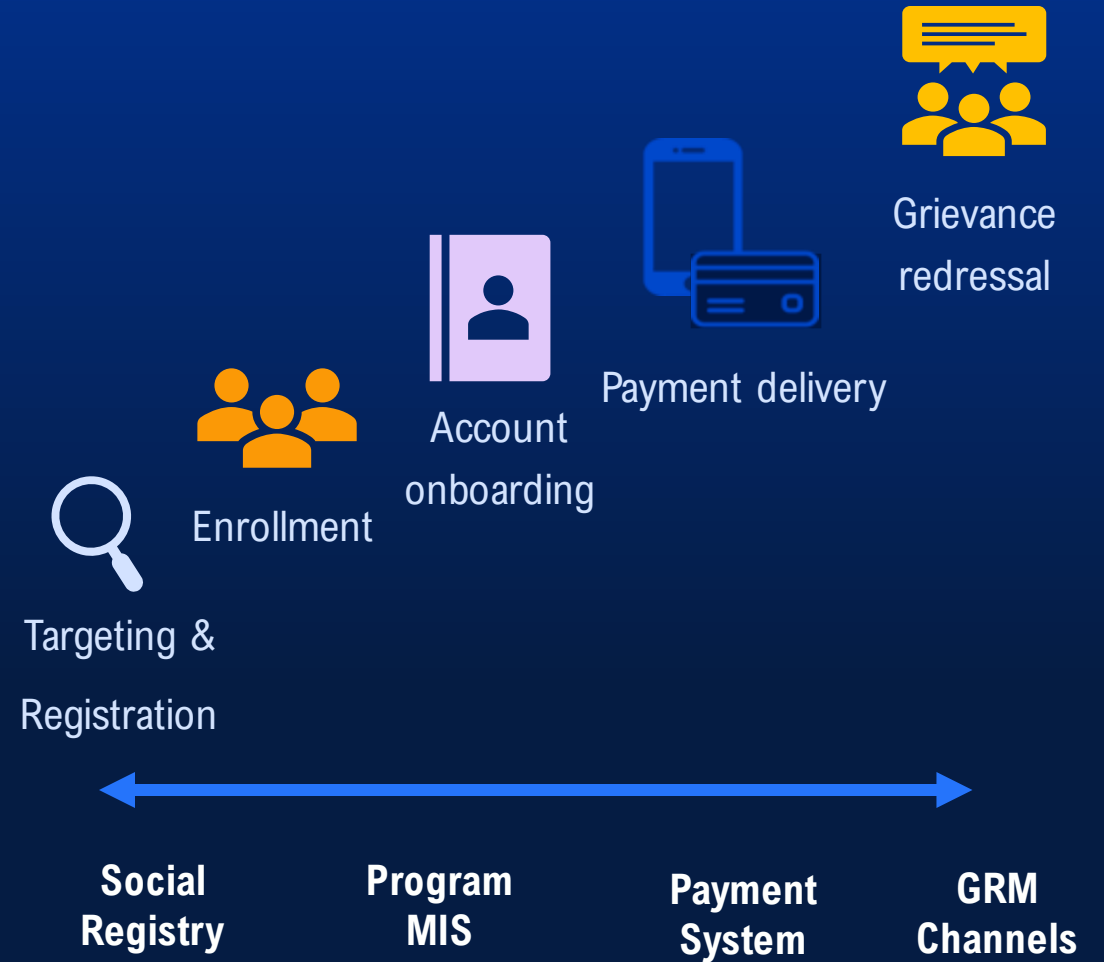 Targeting &
Registration
Enrollment
Account
onboarding
Payment delivery
Grievance
redressal
Social
Registry
Program
MIS
Payment
System
GRM
Channels